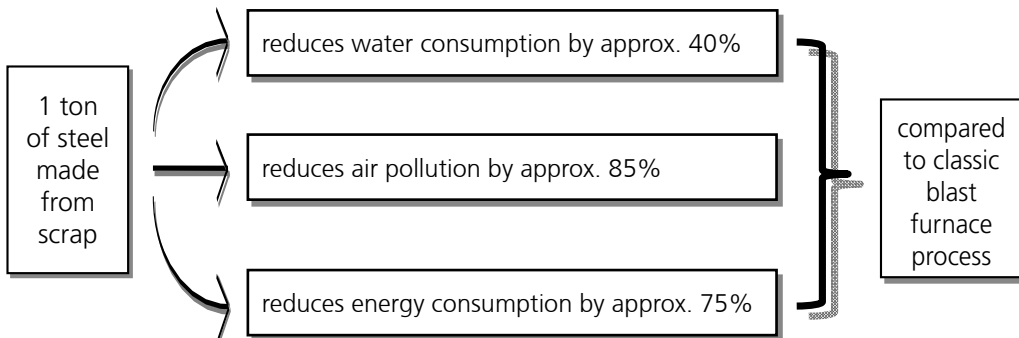 1 ton
of steel
made
from
scrap
reduces water consumption by approx. 40%
reduces air pollution by approx. 85%
reduces energy consumption by approx. 75%
compared
to classic
blast
furnace
process